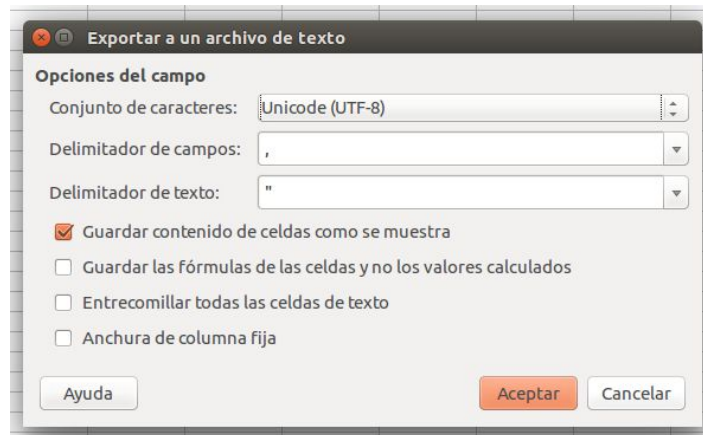 Exportar a un archivo de texto
Opciones del campo
Conjunto de caracteres: Unicode (UTF-8)
Delimitador de campos: ,
Delimitador de texto: "
Guardar contenido de celdas como se muestra
Guardar las fórmulas de las celdas y no los valores calculados
Entrecomillar todas las celdas de texto
Anchura de columna fija
Ayuda Aceptar Cancelar